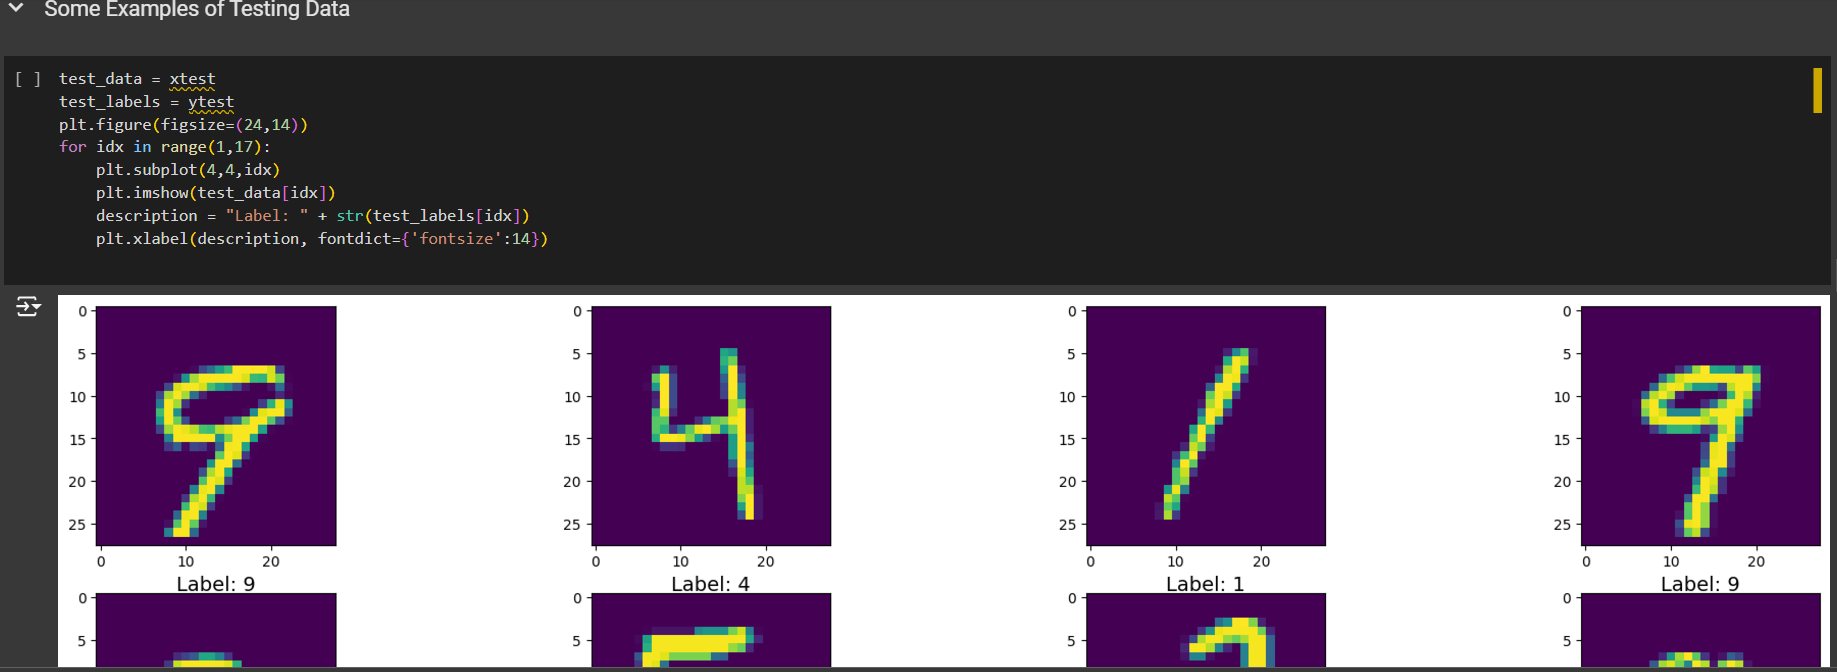 Some Examples of Testing Data
[ ] test_data = xtest
test_labels = ytest
plt.figure(figsize=(24,14))
for idx in range(1,17):
    plt.subplot(4,4,idx)
    plt.imshow(test_data[idx])
    description = "Label: " + str(test_labels[idx])
    plt.xlabel(description, fontdict={'fontsize':14})
0 0 0 0
5 5 5 5
10 10 10 10
15 15 15 15
20 20 20 20
25 25 25 25
0 10 20 0 10 20 0 10 20 0 10 20
Label: 9 Label: 4 Label: 1 Label: 9
0 0 0 0
5 5 5 5